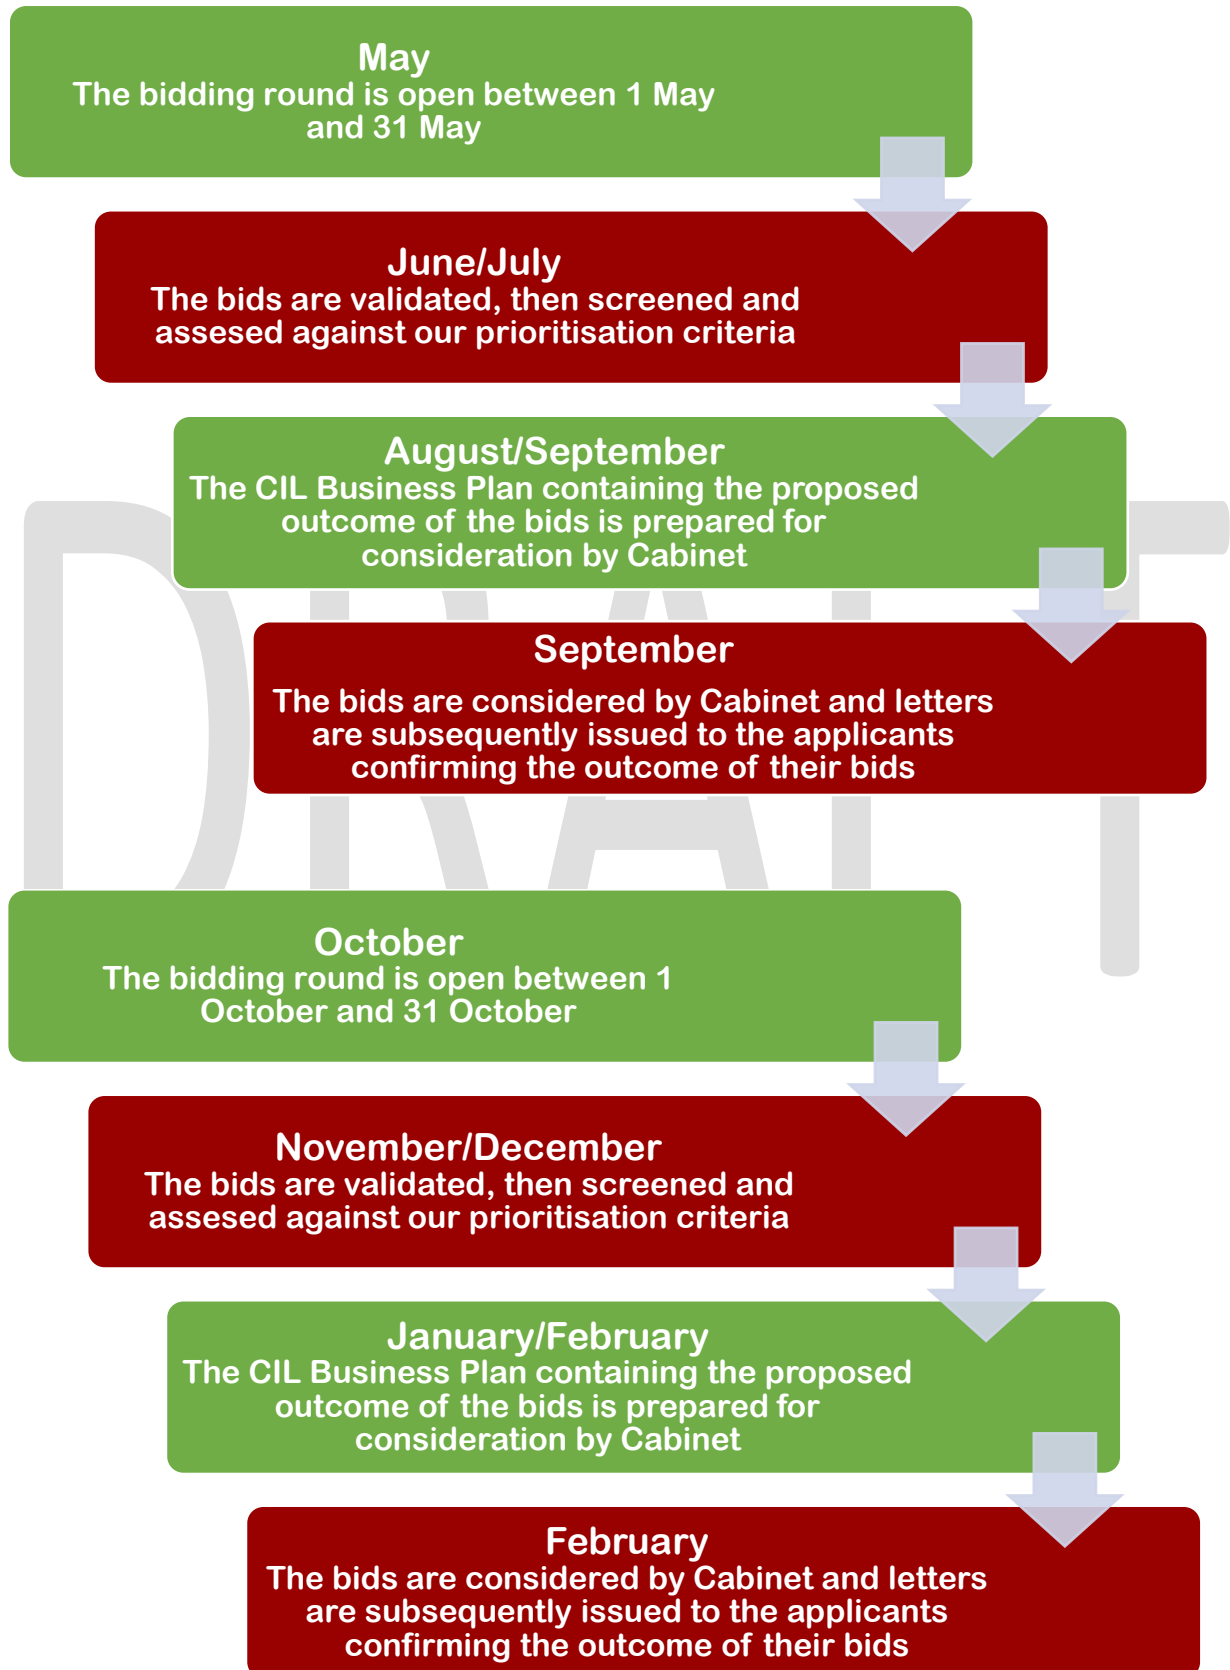 May
The bidding round is open between 1 May
and 31 May
June/July
The bids are validated, then screened and
assesed against our prioritisation criteria
August/September
The CIL Business Plan containing the proposed
outcome of the bids is prepared for
consideration by Cabinet
DRAFT
September
The bids are considered by Cabinet and letters
are subsequently issued to the applicants
confirming the outcome of their bids
October
The bidding round is open between 1
October and 31 October
November/December
The bids are validated, then screened and
assesed against our prioritisation criteria
January/February
The CIL Business Plan containing the proposed
outcome of the bids is prepared for
consideration by Cabinet
February
The bids are considered by Cabinet and letters
are subsequently issued to the applicants
confirming the outcome of their bids